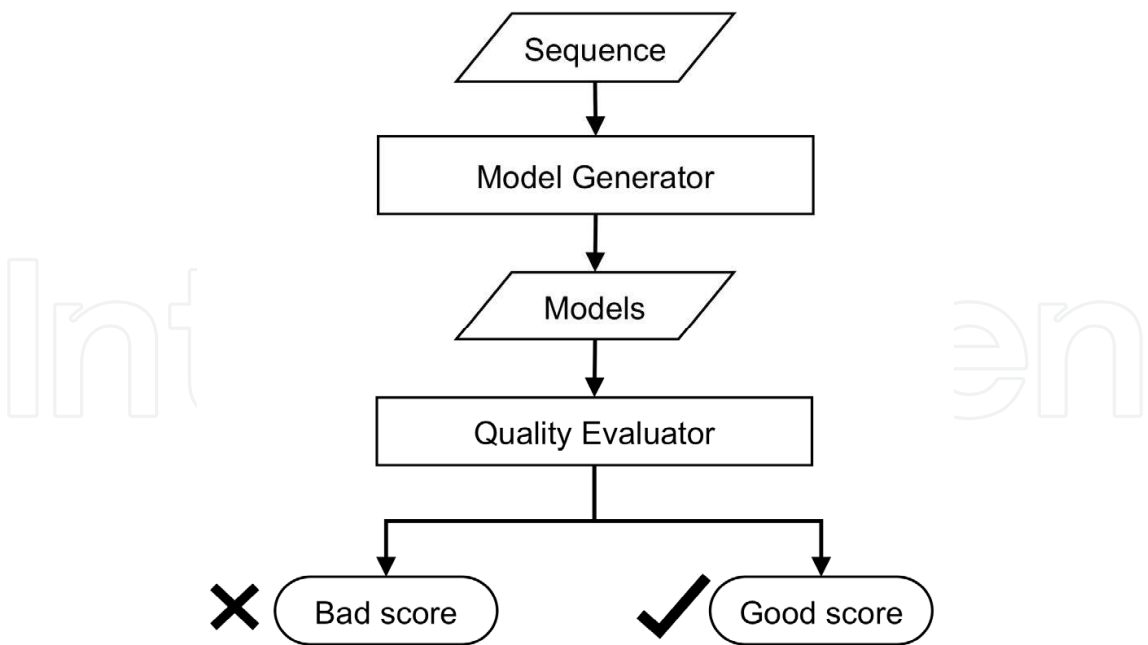 Sequence
Model Generator
Models
Quality Evaluator
Bad score
Good score